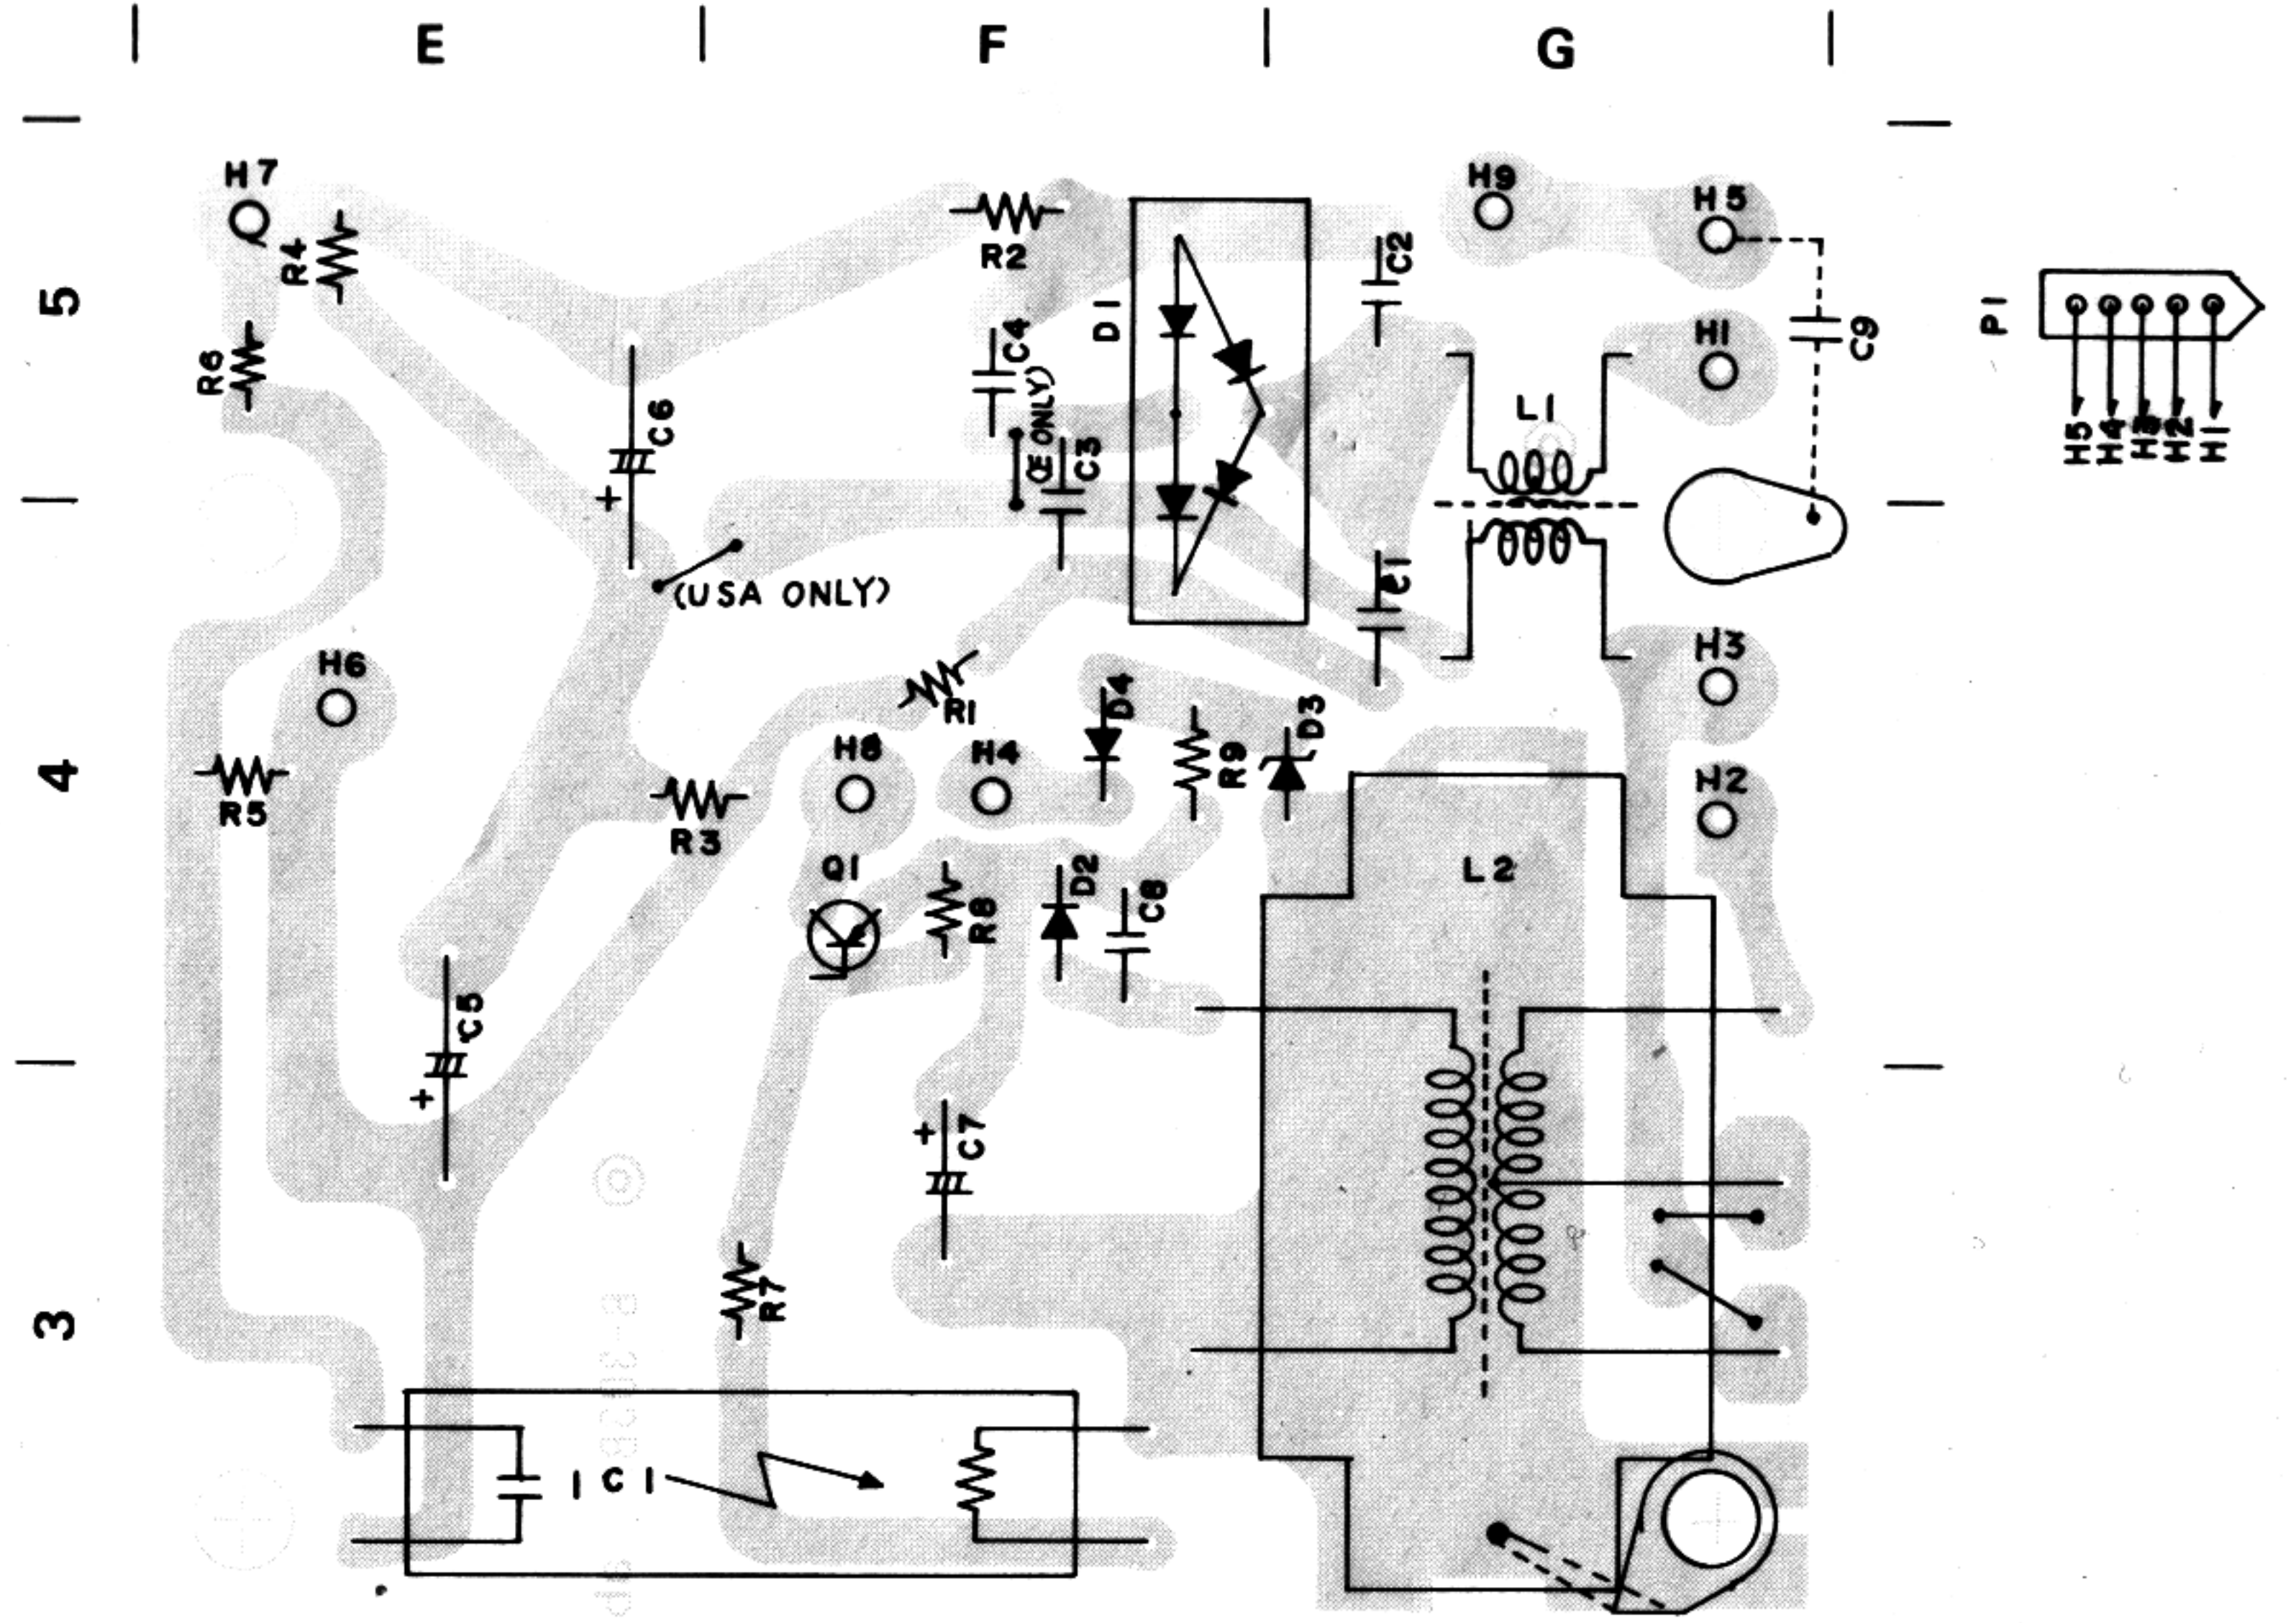 E F G
H7
H9
H5
R4
R2
C2
5
D1
P1
C4
H1
C9
R6
L1
(E ONLY)
C6
+
C3
H5 H4 H3 H2 H1
(USA ONLY)
C1
H6
H3
R1
D4
D3
H8
H4
R9
4
H2
R5
R3
Q1
L2
D2
R8
C8
C5
+
+
C7
R7
3
IC1